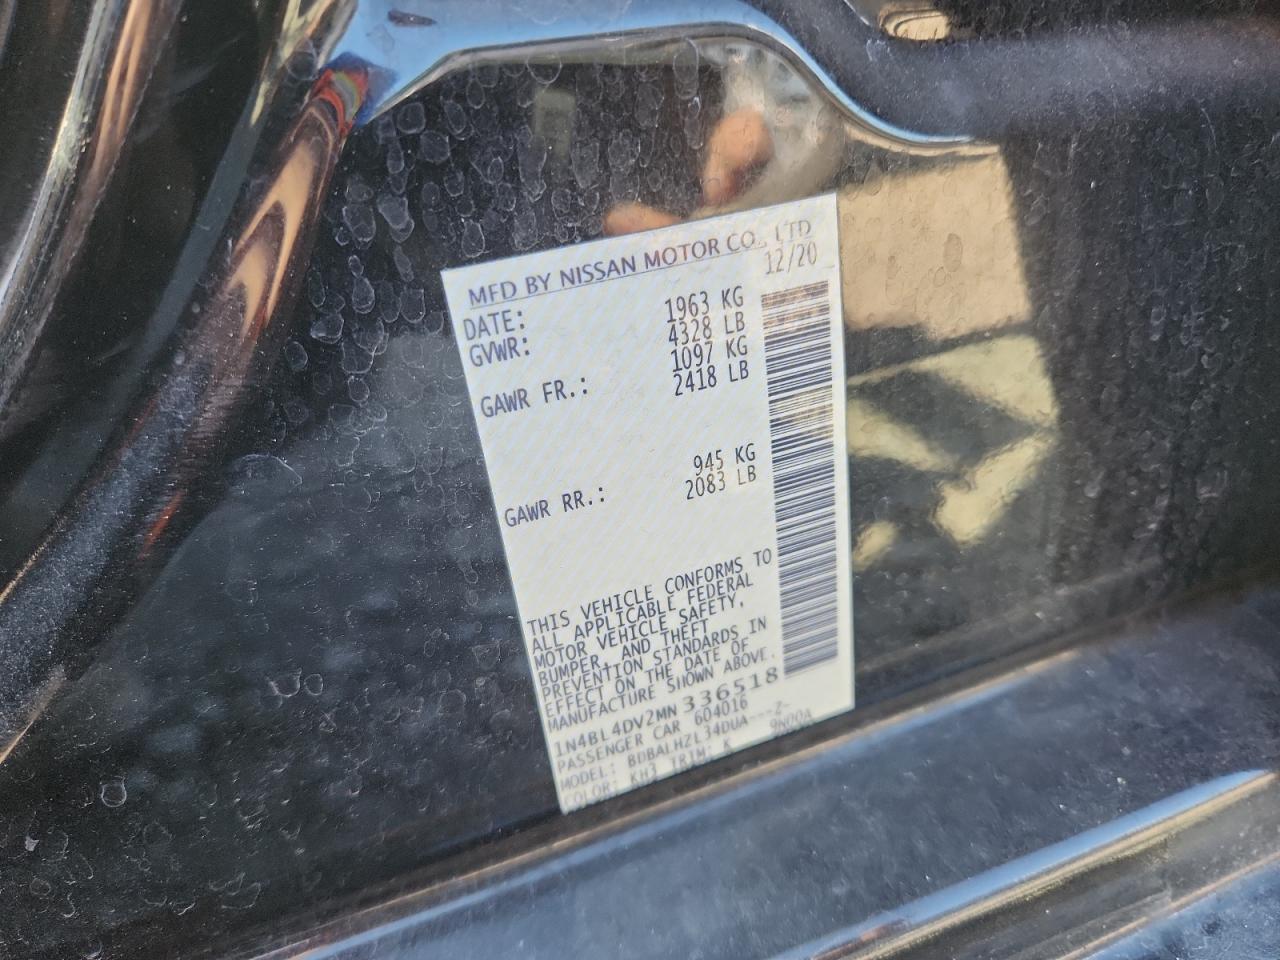 MFD BY NISSAN MOTOR CO., LTD
DATE: 12/20
GVWR: 1963 KG
4328 LB
GAWR FR.: 1097 KG
2418 LB
GAWR RR.: 945 KG
2083 LB
THIS VEHICLE CONFORMS TO
ALL APPLICABLE FEDERAL
MOTOR VEHICLE SAFETY,
BUMPER, AND THEFT
PREVENTION STANDARDS IN
EFFECT ON THE DATE OF
MANUFACTURE SHOWN ABOVE.
1N4BL4DV2MN336518
PASSENGER CAR 604016
MODEL: BDBALHZL34DUA---Z-
COLOR: KH3 TRIM: K 9N00A